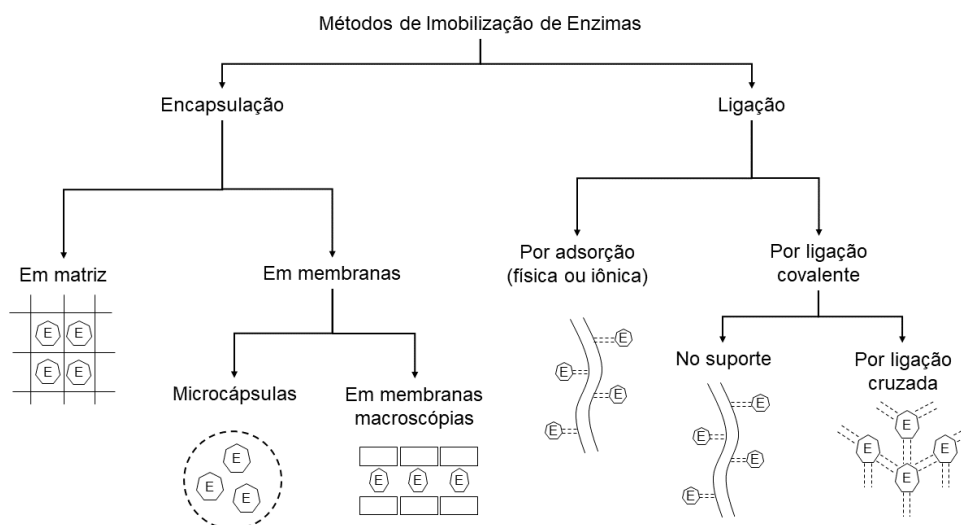 Métodos de Imobilização de Enzimas
Encapsulação
Ligação
Em matriz
Em membranas
Por adsorção
(física ou iônica)
Por ligação
covalente
Microcápsulas
Em membranas
macroscópias
No suporte
Por ligação
cruzada
E E
E E
E
E
E
E E E
E
E
E
E
E
E
E
E
E
E
E
E